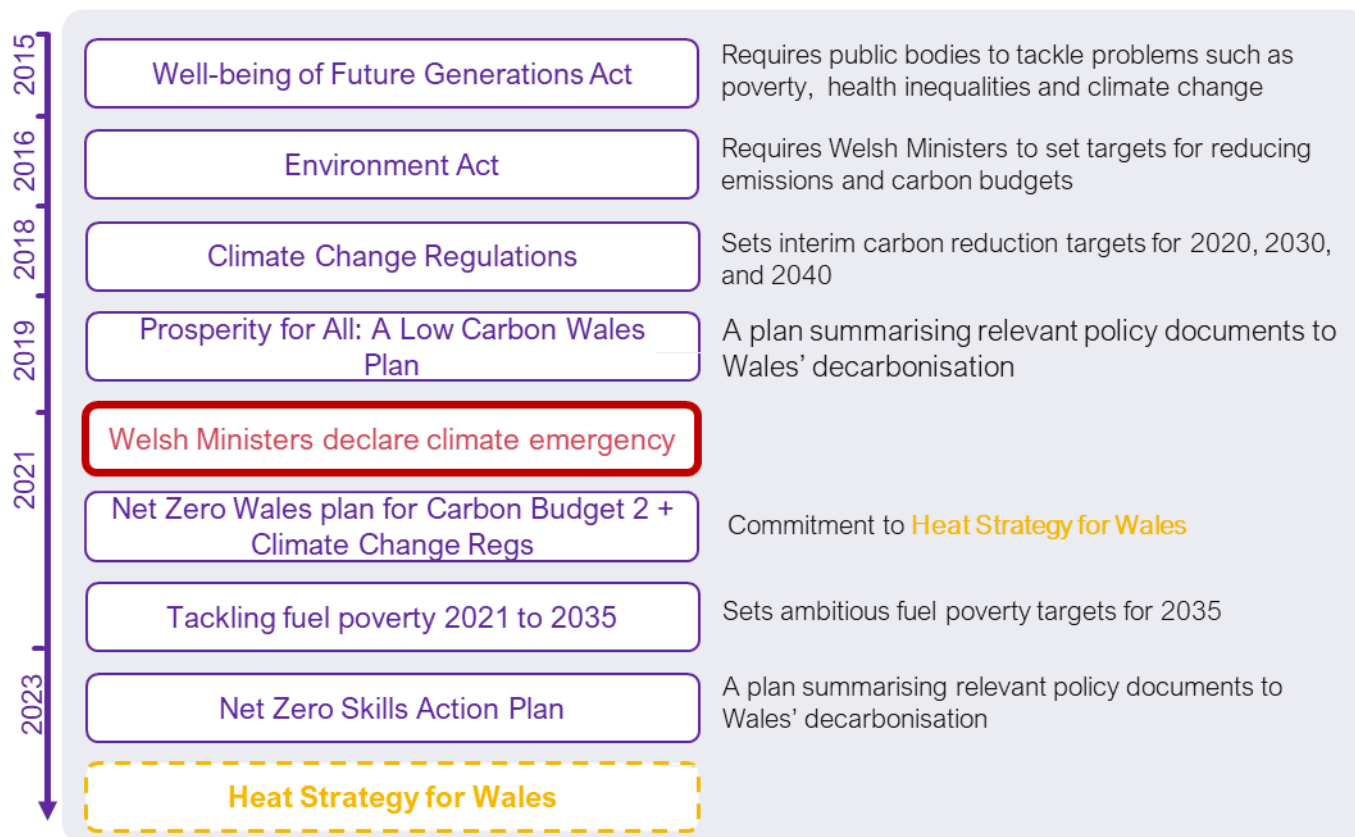 2015
Well-being of Future Generations Act
Requires public bodies to tackle problems such as
poverty, health inequalities and climate change
2016
Environment Act
Requires Welsh Ministers to set targets for reducing
emissions and carbon budgets
2018
Climate Change Regulations
Sets interim carbon reduction targets for 2020, 2030,
and 2040
2019
Prosperity for All: A Low Carbon Wales
Plan
A plan summarising relevant policy documents to
Wales’ decarbonisation
2021
Welsh Ministers declare climate emergency
Net Zero Wales plan for Carbon Budget 2 +
Climate Change Regs
Commitment to Heat Strategy for Wales
Tackling fuel poverty 2021 to 2035
Sets ambitious fuel poverty targets for 2035
2023
Net Zero Skills Action Plan
A plan summarising relevant policy documents to
Wales’ decarbonisation
Heat Strategy for Wales